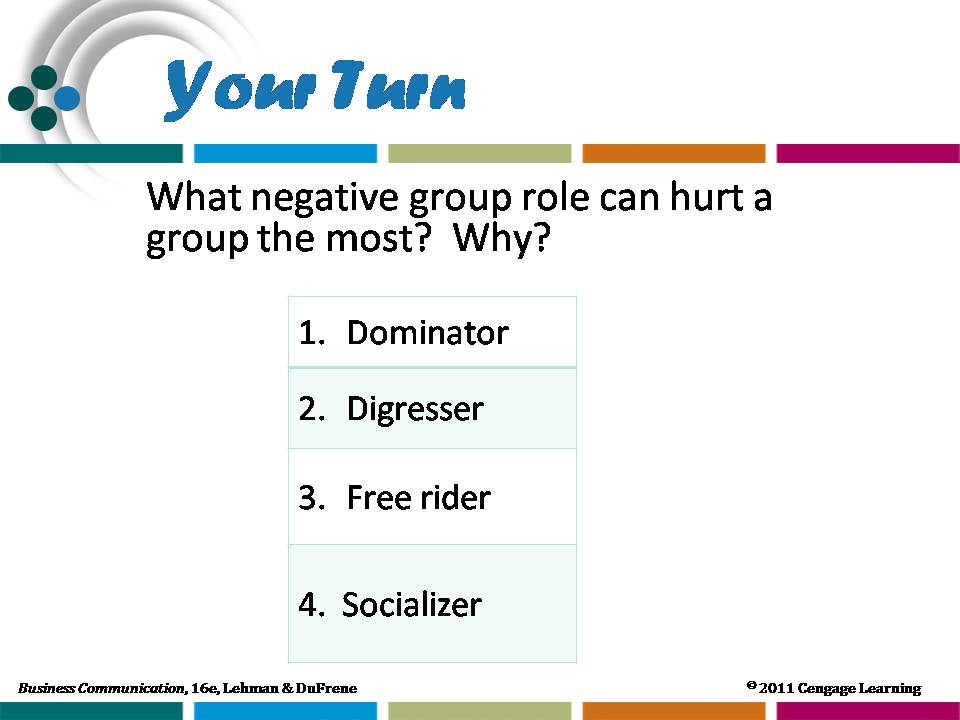 Your Turn
What negative group role can hurt a
group the most?  Why?
1. Dominator
2. Digresser
3. Free rider
4. Socializer
Business Communication, 16e, Lehman & DuFrene
© 2011 Cengage Learning